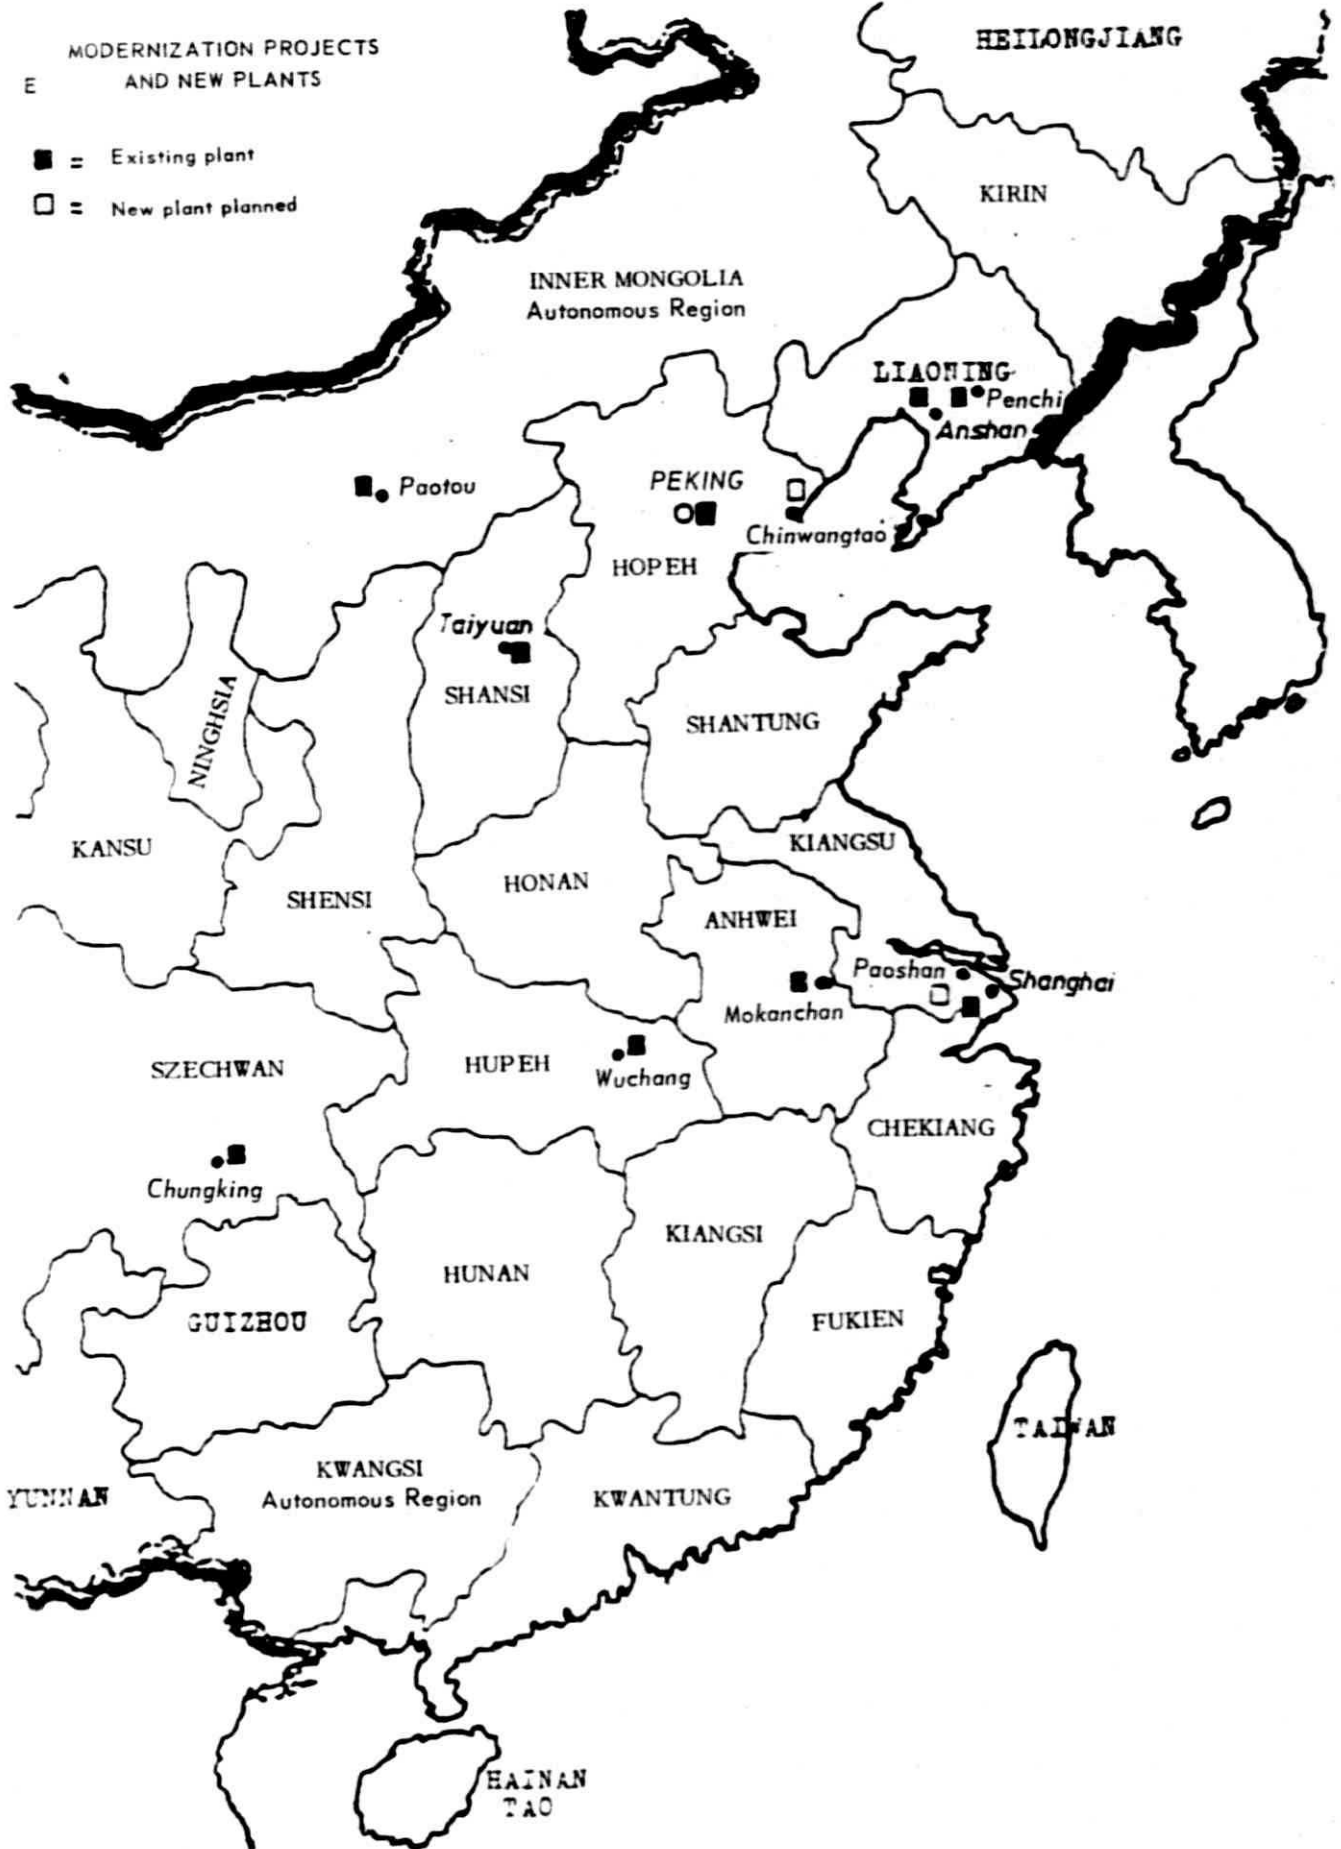 MODERNIZATION PROJECTS
AND NEW PLANTS
E
■ = Existing plant
□ = New plant planned
HEILONGJIANG
KIRIN
INNER MONGOLIA
Autonomous Region
LIAONING
Penchi
Anshan
Paotou
PEKING
Chinwangtao
HOPEH
Taiyuan
SHANSI
NINGHSIA
SHANTUNG
KANSU
KIANGSU
SHENSI
HONAN
ANHWEI
Paoshan
Shanghai
Mokanchan
SZECHWAN
HUPEH
Wuchang
CHEKIANG
Chungking
KIANGSI
HUNAN
GUIZHOU
FUKIEN
TAIWAN
KWANGSI
Autonomous Region
YUNNAN
KWANTUNG
HAINAN
TAO